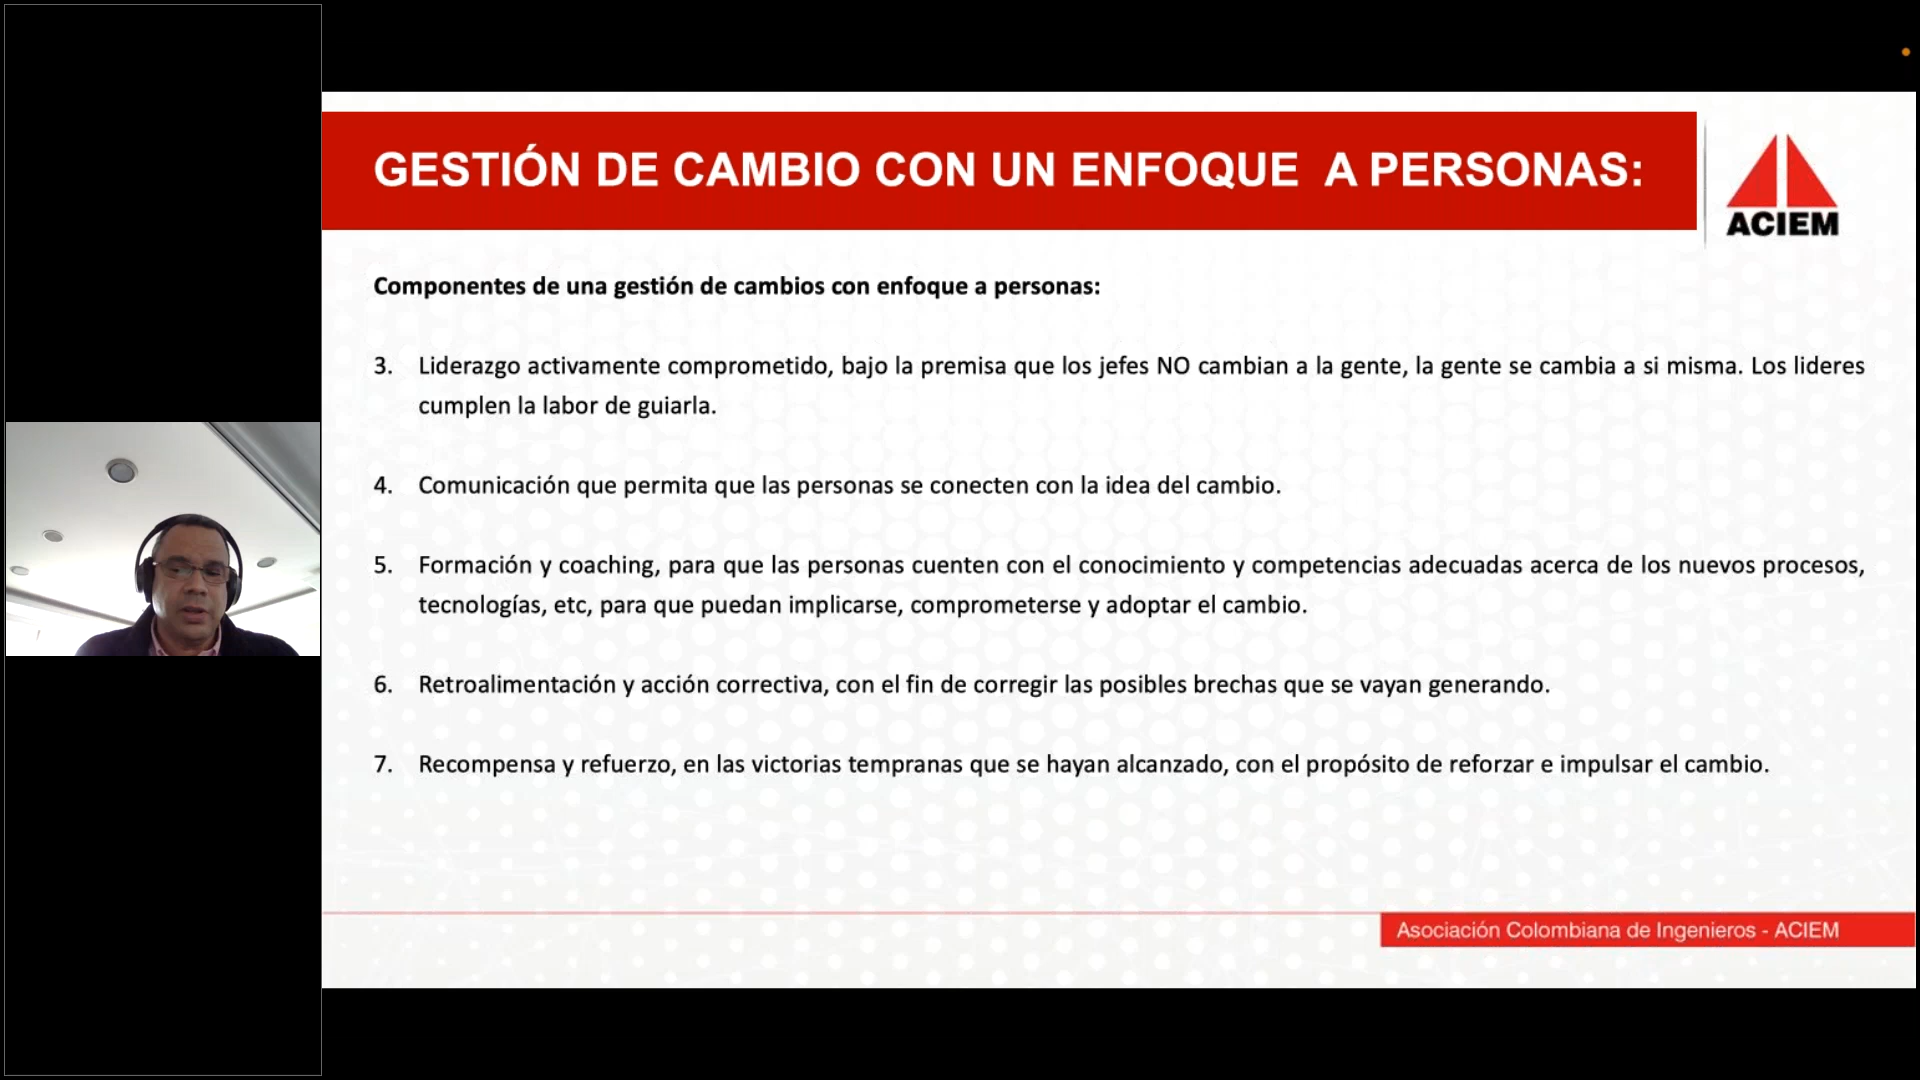 GESTIÓN DE CAMBIO CON UN ENFOQUE A PERSONAS:
ACIEM
Componentes de una gestión de cambios con enfoque a personas:
3. Liderazgo activamente comprometido, bajo la premisa que los jefes NO cambian a la gente, la gente se cambia a si misma. Los lideres
cumplen la labor de guiarla.
4. Comunicación que permita que las personas se conecten con la idea del cambio.
5. Formación y coaching, para que las personas cuenten con el conocimiento y competencias adecuadas acerca de los nuevos procesos,
tecnologías, etc, para que puedan implicarse, comprometerse y adoptar el cambio.
6. Retroalimentación y acción correctiva, con el fin de corregir las posibles brechas que se vayan generando.
7. Recompensa y refuerzo, en las victorias tempranas que se hayan alcanzado, con el propósito de reforzar e impulsar el cambio.
Asociación Colombiana de Ingenieros - ACIEM